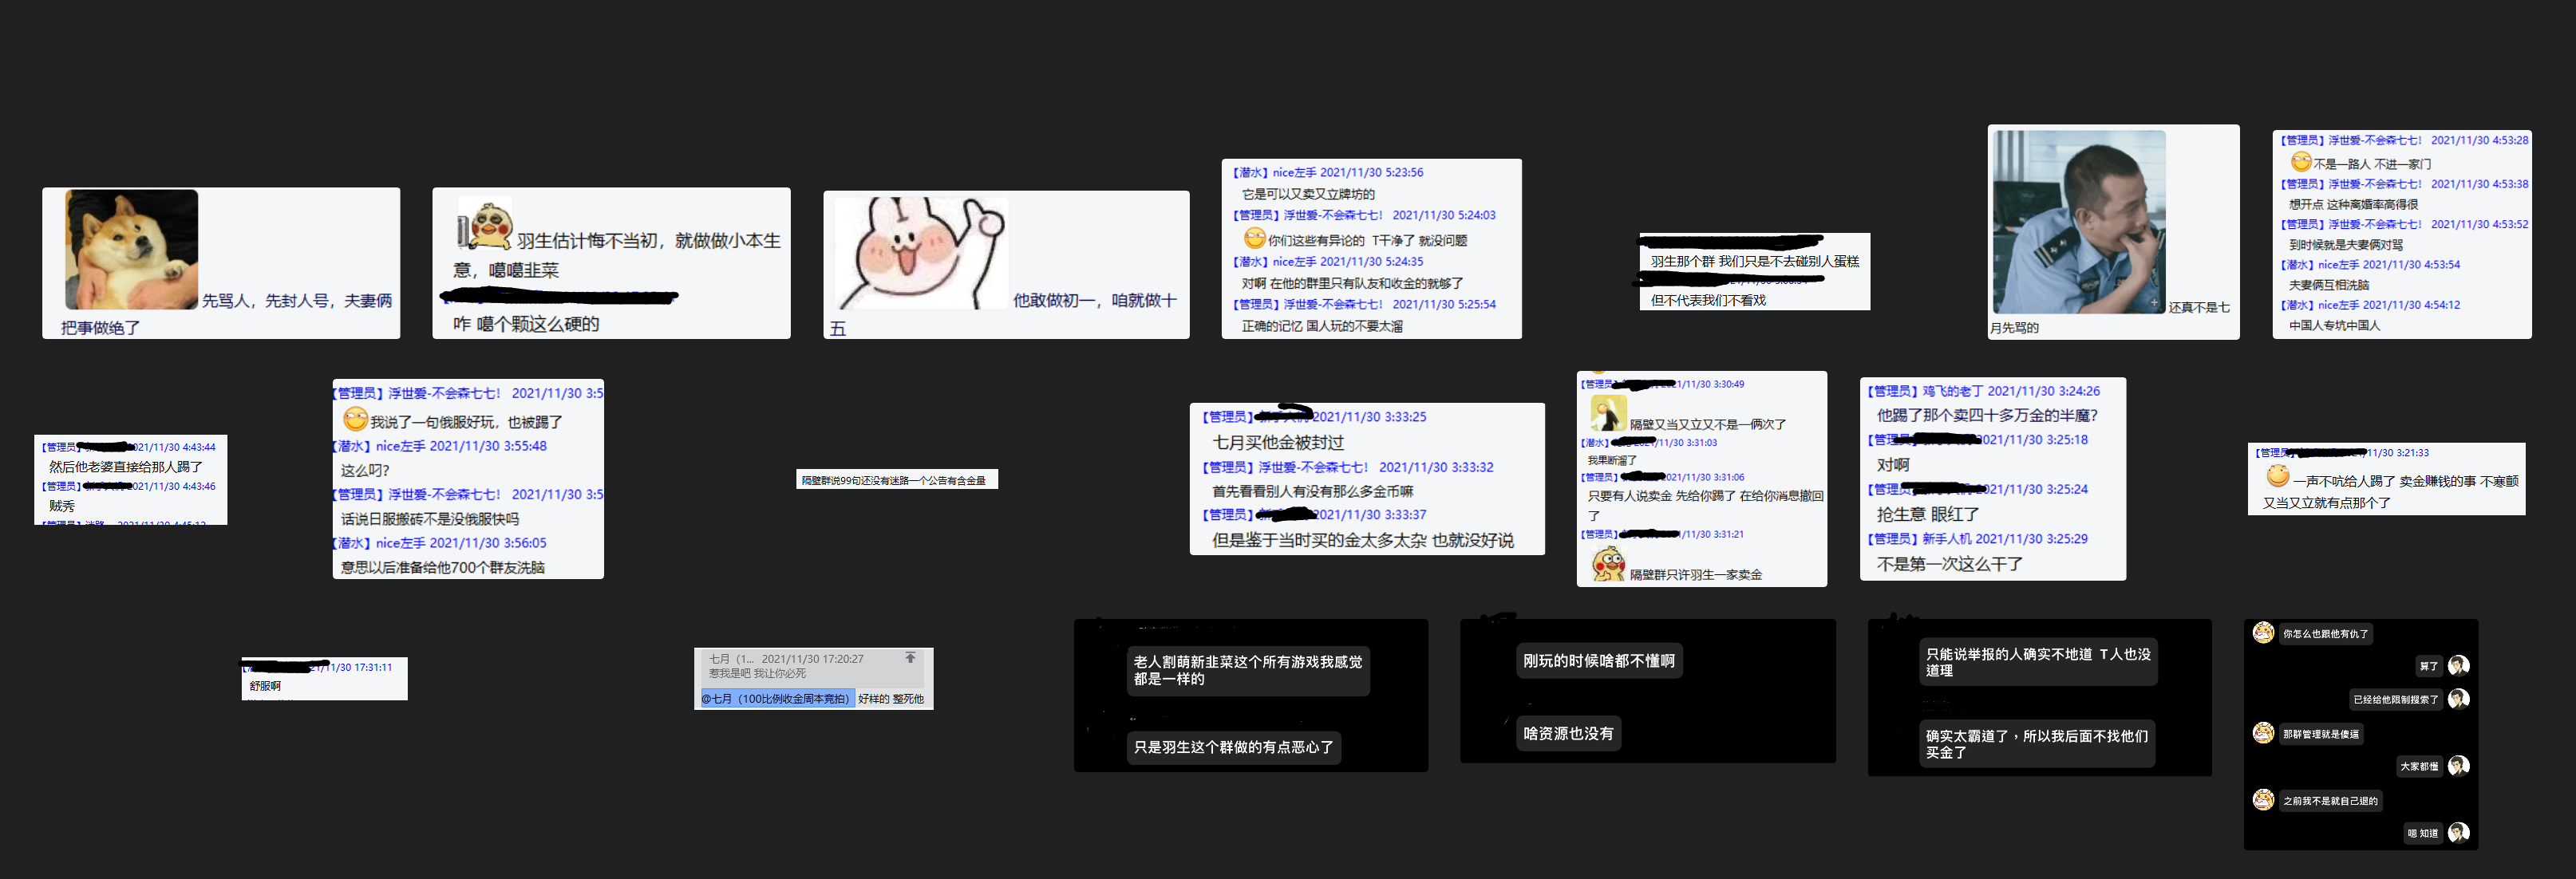 先骂人，先封人号，夫妻俩
把事做绝了
羽生估计悔不当初，就做做小本生
意，噶噶韭菜
咋 噶个颗这么硬的
他敢做初一，咱就做十
五
【潜水】nice左手 2021/11/30 5:23:56
它是可以又卖又立牌坊的
【管理员】浮世爱-不会森七七！ 2021/11/30 5:24:03
你们这些有异论的 T干净了 就没问题
【潜水】nice左手 2021/11/30 5:24:35
对啊 在他的群里只有队友和收金的就够了
【管理员】浮世爱-不会森七七！ 2021/11/30 5:25:54
正确的记忆 国人玩的不要太溜
羽生那个群 我们只是不去碰别人蛋糕
但不代表我们不看戏
还真不是七
月先骂的
【管理员】浮世爱-不会森七七！ 2021/11/30 4:53:28
不是一路人 不进一家门
【管理员】浮世爱-不会森七七！ 2021/11/30 4:53:38
想开点 这种离婚率高得很
【管理员】浮世爱-不会森七七！ 2021/11/30 4:53:52
到时候就是夫妻俩对骂
【潜水】nice左手 2021/11/30 4:53:54
夫妻俩互相洗脑
【潜水】nice左手 2021/11/30 4:54:12
中国人专坑中国人
【管理员】 2021/11/30 4:43:44
然后他老婆直接给那人踢了
【管理员】 2021/11/30 4:43:46
贼秀
【管理员】浮世爱-不会森七七！ 2021/11/30 3:5
我说了一句俄服好玩，也被踢了
【潜水】nice左手 2021/11/30 3:55:48
这么叼？
【管理员】浮世爱-不会森七七！ 2021/11/30 3:5
话说日服搬砖不是没俄服快吗
【潜水】nice左手 2021/11/30 3:56:05
意思以后准备给他700个群友洗脑
隔壁群说99句还没有迷路一个公告有含金量
【管理员】 2021/11/30 3:33:25
七月买他金被封过
【管理员】浮世爱-不会森七七！ 2021/11/30 3:33:32
首先看看别人有没有那么多金币嘛
【管理员】 2021/11/30 3:33:37
但是鉴于当时买的金太多太杂 也就没好说
【管理员】 2021/11/30 3:30:49
隔壁又当又立又不是一俩次了
【潜水】 2021/11/30 3:31:03
我果断溜了
【管理员】 2021/11/30 3:31:06
只要有人说卖金 先给你踢了 在给你消息撤回
了
【管理员】 /11/30 3:31:21
隔壁群只许羽生一家卖金
【管理员】鸡飞的老丁 2021/11/30 3:24:26
他踢了那个卖四十多万金的半魔？
【管理 2021/11/30 3:25:18
对啊
【管理员】 2021/11/30 3:25:24
抢生意 眼红了
【管理员】新手人机 2021/11/30 3:25:29
不是第一次这么干了
【管理员】 11/30 3:21:33
一声不吭给人踢了 卖金赚钱的事 不寒颤
又当又立就有点那个了
21/11/30 17:31:11
舒服啊
七月（1... 2021/11/30 17:20:27
惹我是吧 我让你必死
@七月（100比例收金周本竞拍） 好样的 整死他
老人割萌新韭菜这个所有游戏我感觉
都是一样的
只是羽生这个群做的有点恶心了
刚玩的时候啥都不懂啊
啥资源也没有
只能说举报的人确实不地道 T人也没
道理
确实太霸道了，所以我后面不找他们
买金了
你怎么也跟他有仇了
算了
已经给他限制搜索了
那群管理就是傻逼
大家都懂
之前我不是就自己退的
嗯 知道